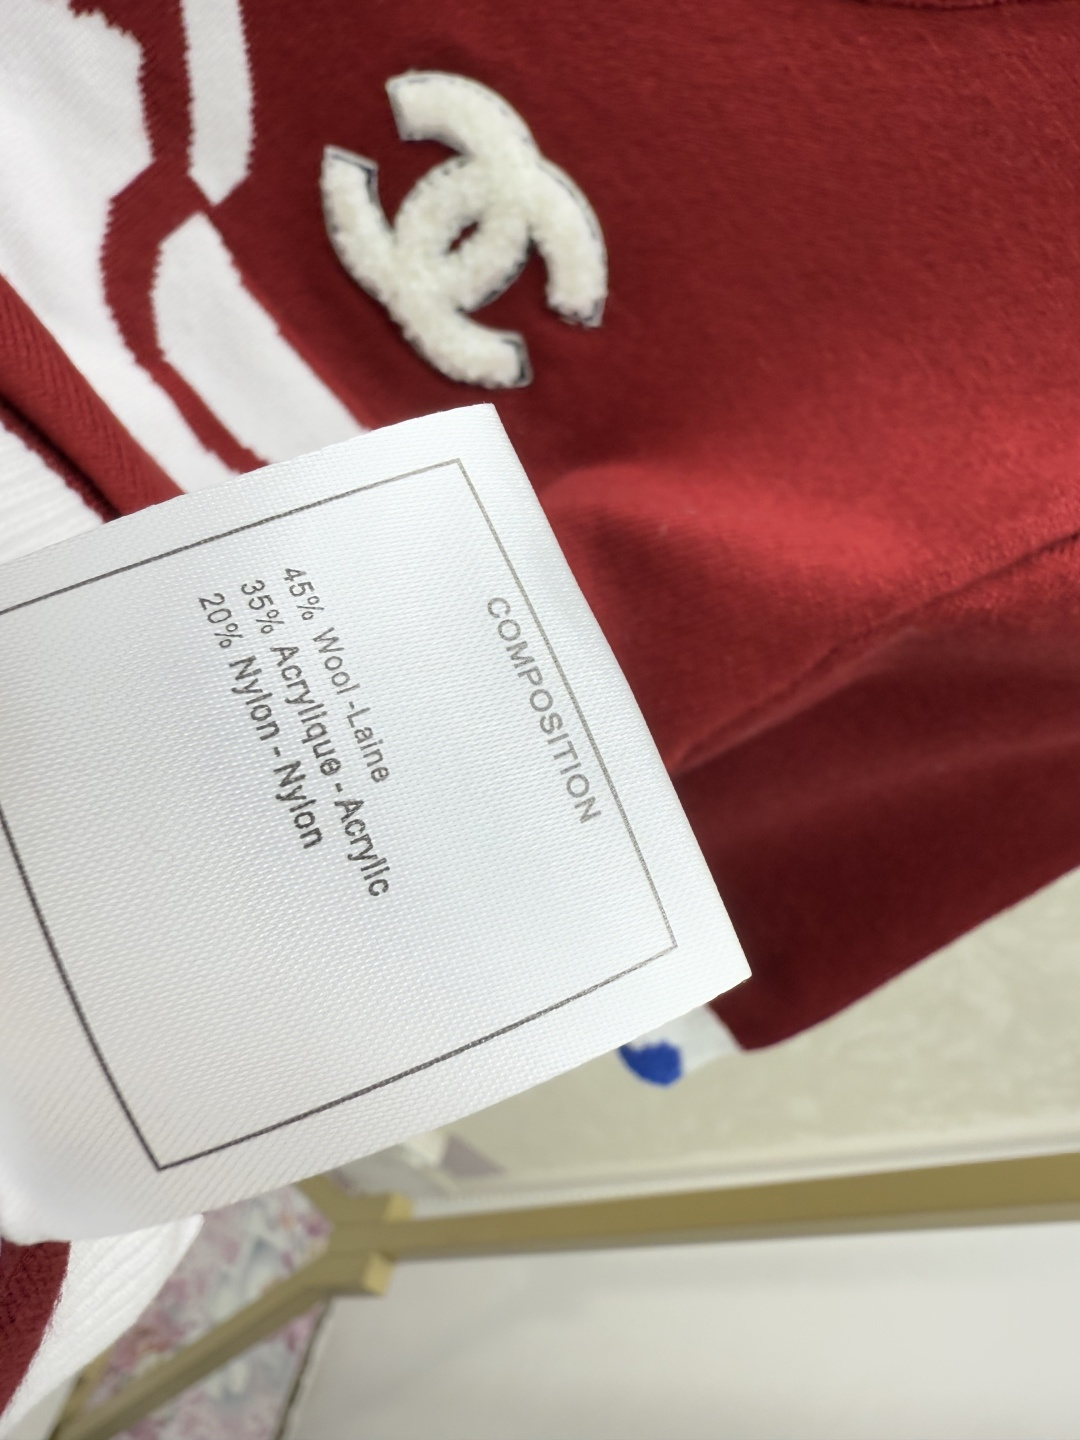 COMPOSITION
45% Wool-Laine
35% Acrylique - Acrylic
20% Nylon - Nylon